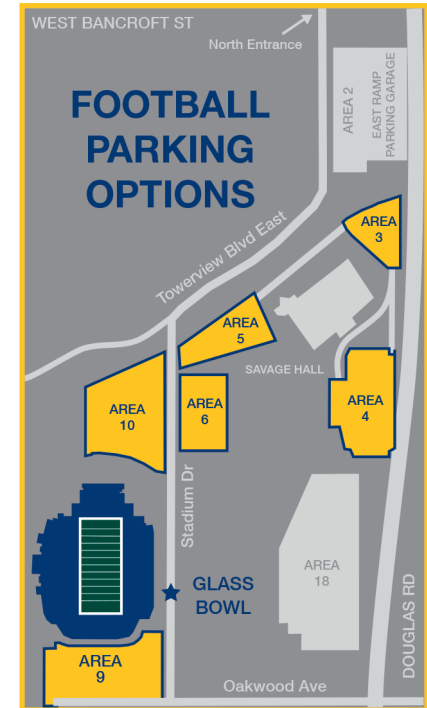 WEST BANCROFT ST
North Entrance
FOOTBALL
PARKING
OPTIONS
AREA 2
EAST RAMP
PARKING GARAGE
AREA
3
Towerview Blvd East
AREA
5
SAVAGE HALL
AREA
10
AREA
6
AREA
4
Stadium Dr
AREA
18
GLASS
BOWL
DOUGLAS RD
AREA
9
Oakwood Ave